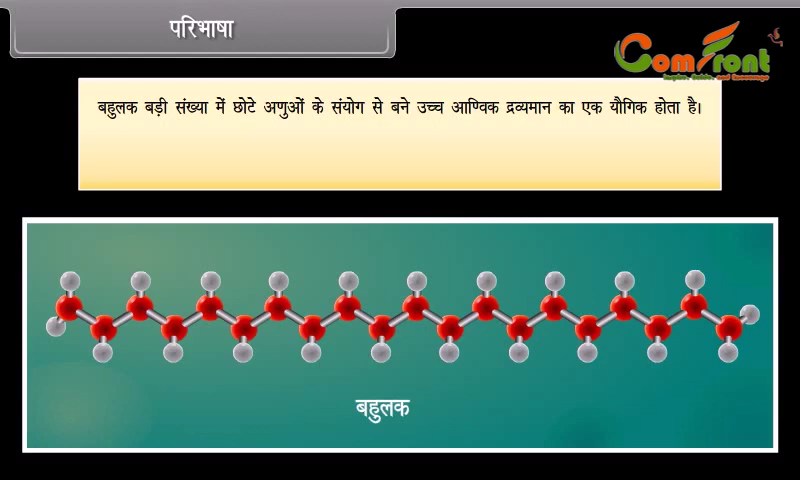 परिभाषा
ComFront
बहुलक बड़ी संख्या में छोटे अणुओं के संयोग से बने उच्च आण्विक द्रव्यमान का एक यौगिक होता है।
बहुलक